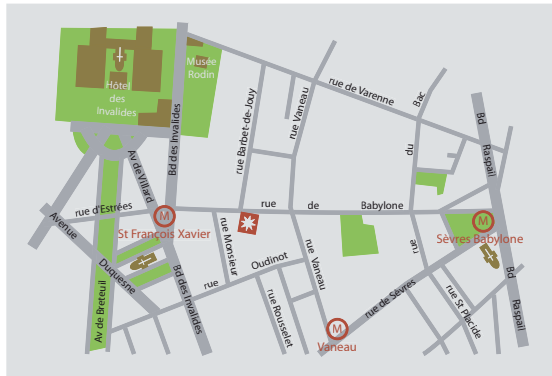 Musée
Rodin
Hôtel
des
Invalides
rue de Varenne
Bac
du
rue
Bd
Raspail
Bd
Raspail
rue Vaneau
rue Barbet-de-Jouy
Bd des Invalides
Av de Villard
rue d'Estrées
M
St François Xavier
rue
de
Babylone
M
Sèvres Babylone
Avenue
Duquesne
Av de Breteuil
Bd des Invalides
rue Monsieur
rue
Oudinot
rue Vaneau
rue Rousselet
M
Vaneau
rue de Sèvres
rue St Placide